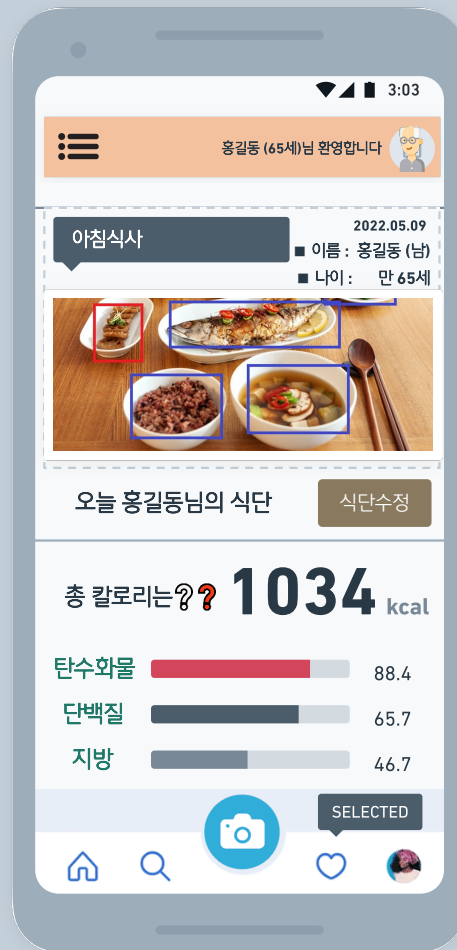 3:03
홍길동 (65세)님 환영합니다
2022.05.09
아침식사
■ 이름 : 홍길동 (남)
■ 나이 : 만 65세
오늘 홍길동님의 식단
식단수정
총 칼로리는?? 1034 kcal
탄수화물 88.4
단백질 65.7
지방 46.7
SELECTED